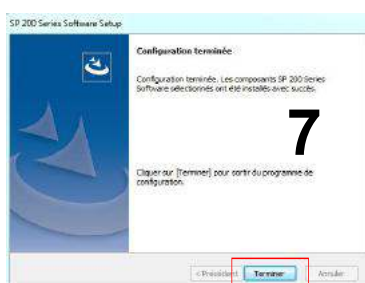 SP 200 Series Software Setup
Configuration terminée
Configuration terminée. Les composants SP 200 Series
Software sélectionnés ont été installés avec succès.
7
Cliquer sur [Terminer] pour sortir du programme de
configuration.
< Précédent Terminer Annuler